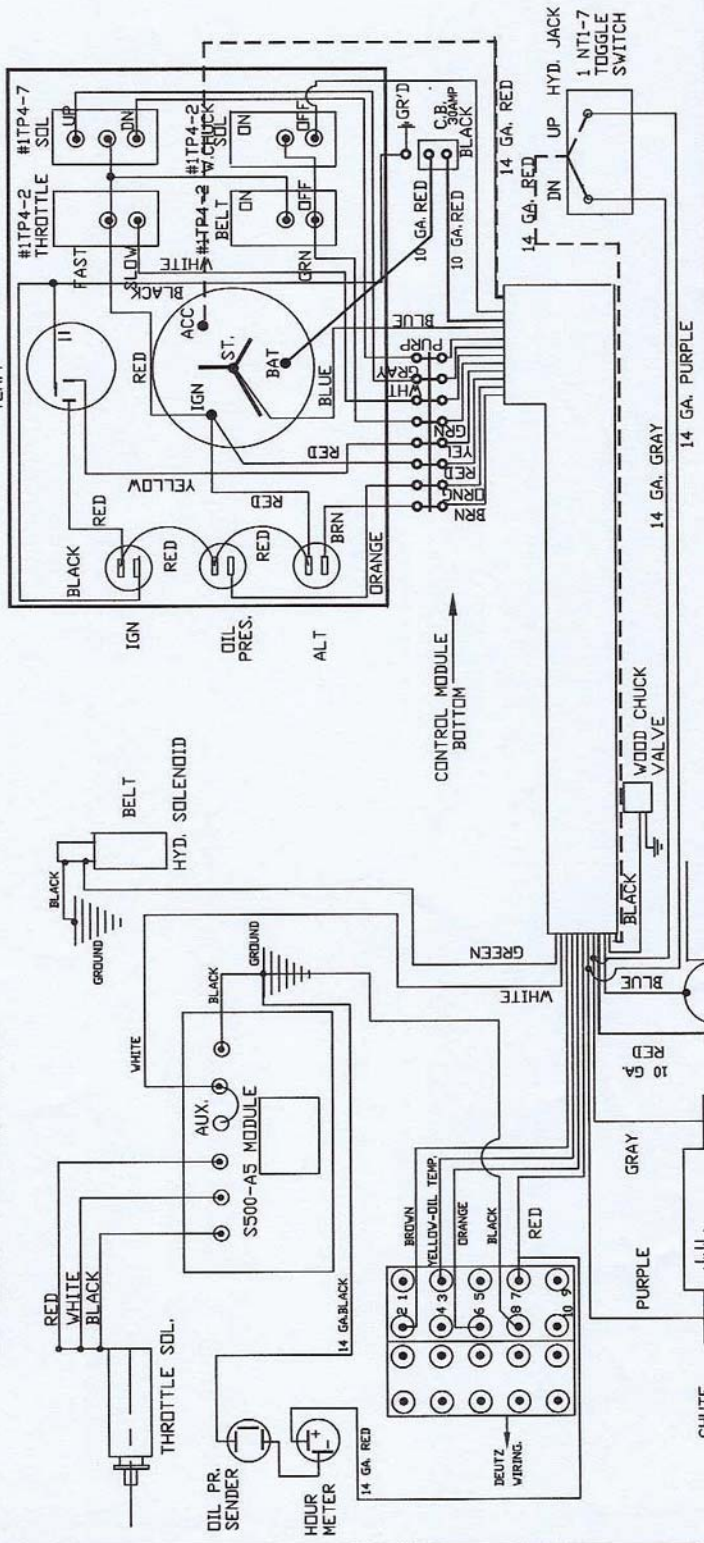 #1TP4-7
SOL
UP
DN
#1TP4-2
THROTTLE
FAST
SLOW
#1TP4-2
W.CHUCK
SOL
ON
OFF
#1TP4-2
BELT
ON
OFF
GRN
WHITE
BLACK
GR'D
C.B.
30AMP
BLACK
10 GA.RED
10 GA.RED
14 GA. RED
14 GA. RED
DN UP HYD. JACK
1 NT1-7
TOGGLE
SWITCH
ACC
ST.
BAT
IGN
RED
BLUE
BLUE
YELLOW
RED
RED
BLACK
RED
RED
RED
BRN
ORANGE
IGN
OIL
PRES.
ALT
PURP
GRAY
WHT
GRN
YEL
RED
ORNG
BRN
CONTROL MODULE
BOTTOM
14 GA. GRAY
14 GA. PURPLE
WOOD CHUCK
VALVE
BLACK
BELT
HYD. SOLENOID
BLACK
GROUND
GREEN
WHITE
BLUE
10 GA.
RED
GRAY
PURPLE
WHITE
BLACK
GROUND
AUX.
S500-A5 MODULE
RED
WHITE
BLACK
THROTTLE SOL.
14 GA.BLACK
OIL PR.
SENDER
HOUR
METER
+
-
14 GA. RED
BROWN
YELLOW-OIL TEMP.
ORANGE
BLACK
RED
2 1
4 3
6 5
8 7
10 9
DEUTZ
WIRING.